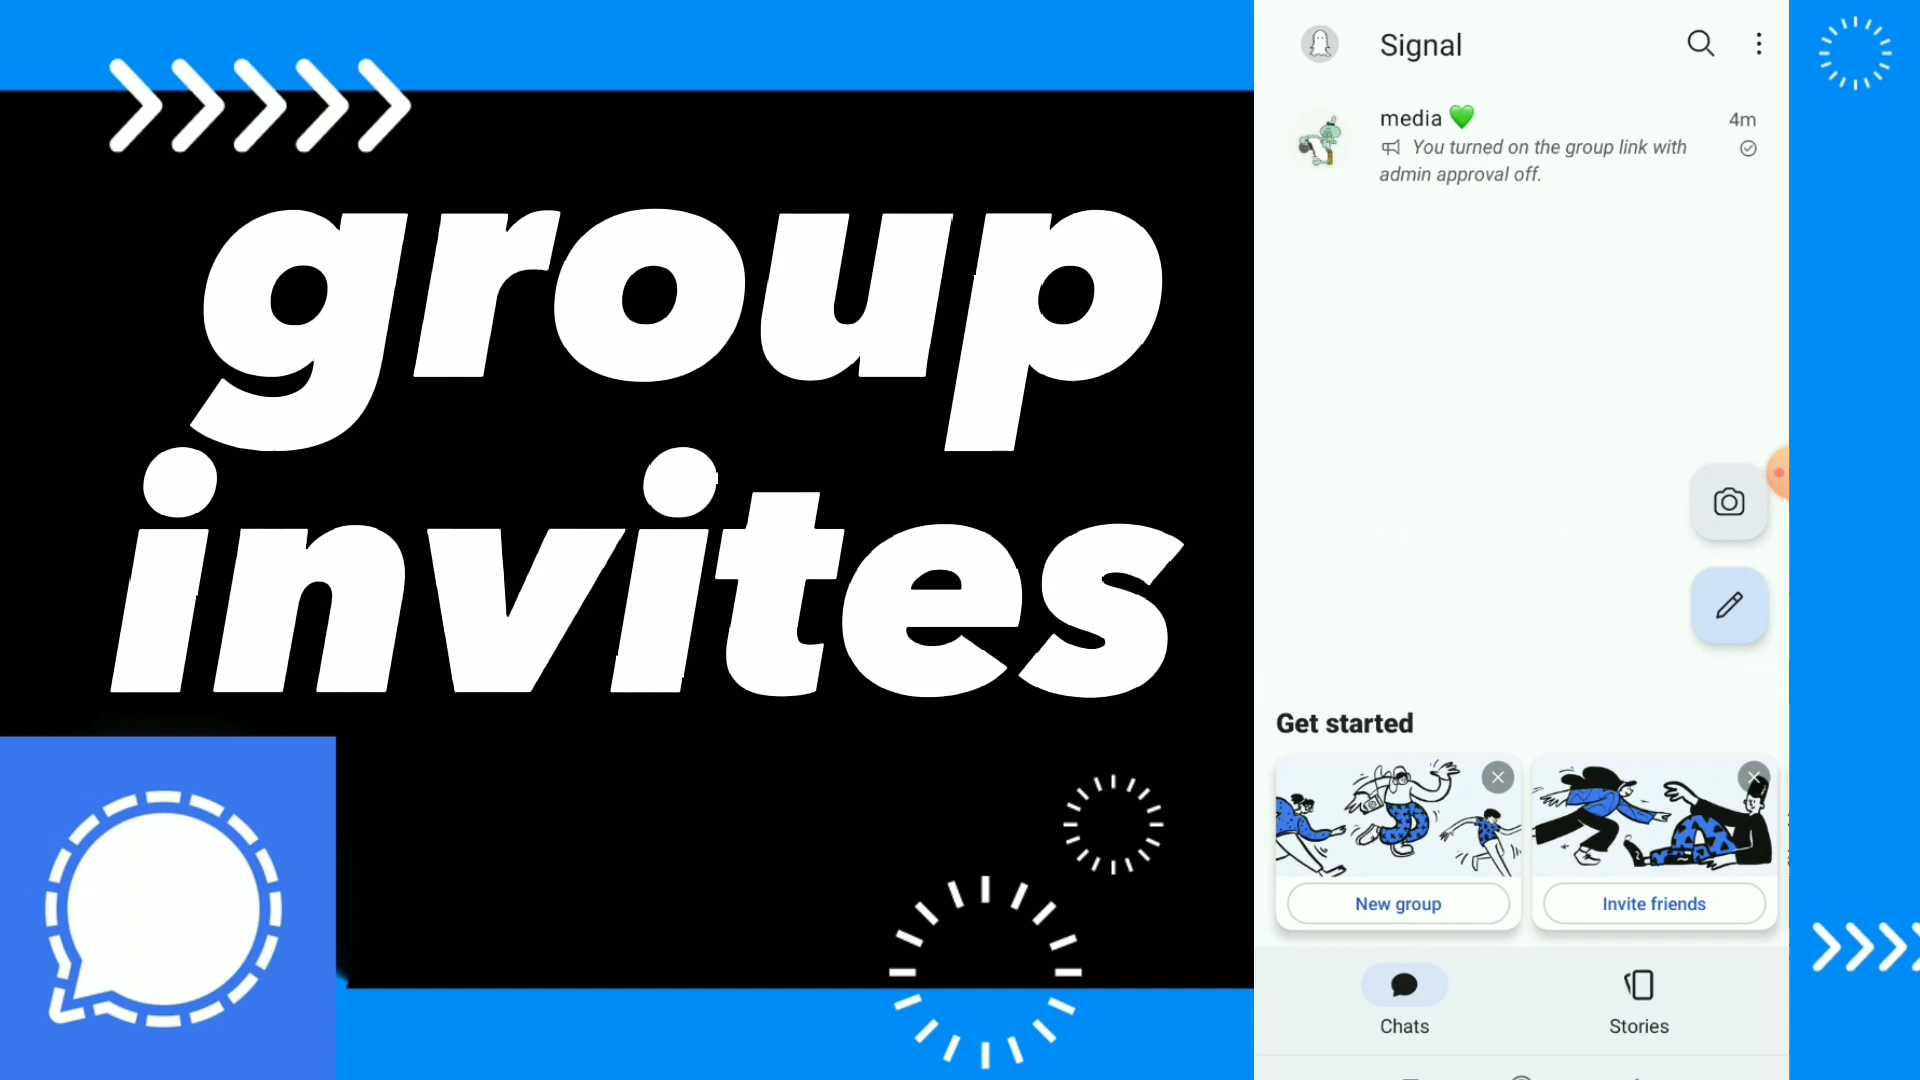 group
invites
Signal
media 💚
4m
You turned on the group link with
admin approval off.
Get started
New group
Invite friends
Chats
Stories